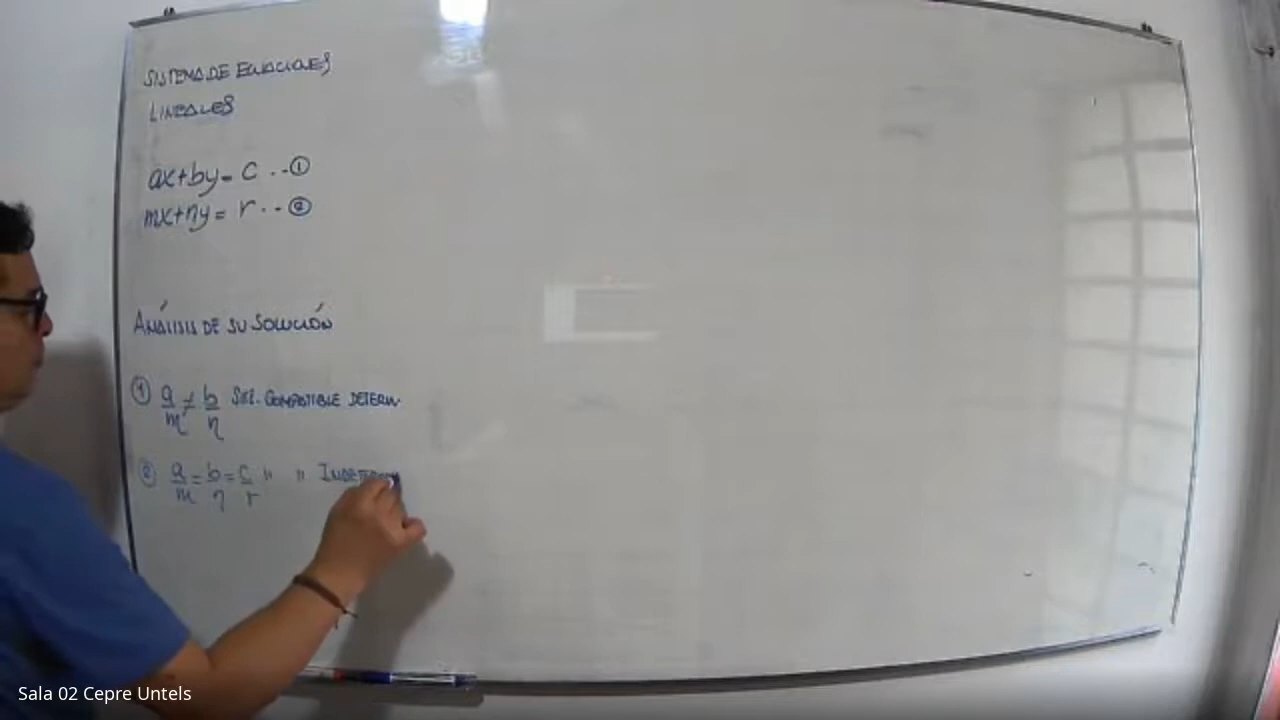 SISTEMA DE ECUACIONES
LINEALES
ax+by= c ..①
mx+ny= r ..②
ANÁLISIS DE SU SOLUCIÓN
① a/m ≠ b/n SIST. COMPATIBLE DETERM.
② a/m = b/n = c/r " " INDETERM
Sala 02 Cepre Untels